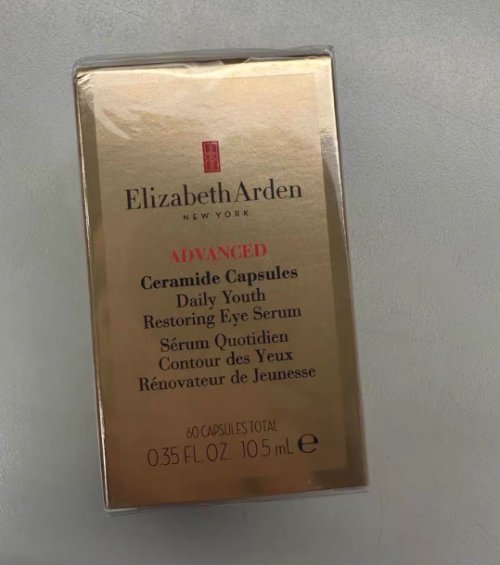 Elizabeth Arden
NEW YORK
ADVANCED
Ceramide Capsules
Daily Youth
Restoring Eye Serum
Sérum Quotidien
Contour des Yeux
Rénovateur de Jeunesse
60 CAPSULES TOTAL
0.35 FL. OZ. 10.5 mL ℮